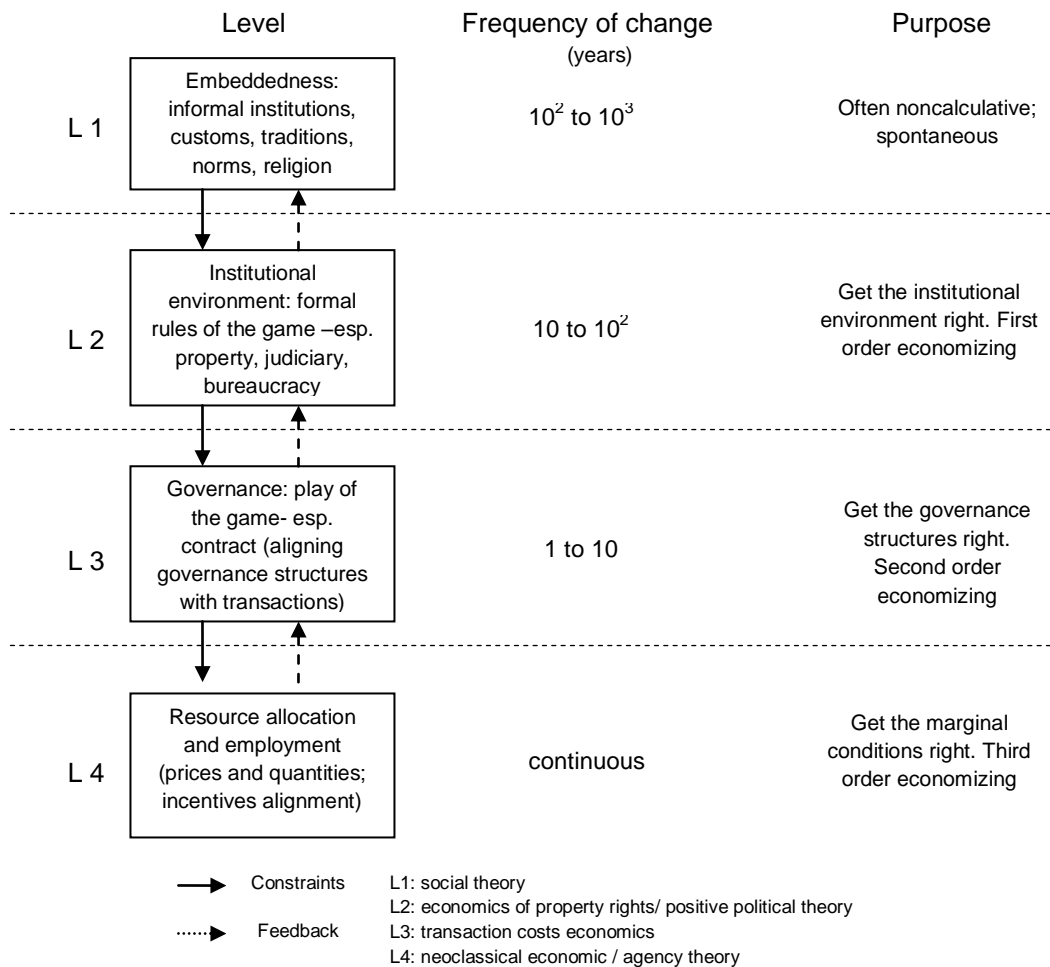 Level
Frequency of change
(years)
Purpose
L 1
Embeddedness:
informal institutions,
customs, traditions,
norms, religion
10² to 10³
Often noncalculative;
spontaneous
L 2
Institutional
environment: formal
rules of the game –esp.
property, judiciary,
bureaucracy
10 to 10²
Get the institutional
environment right. First
order economizing
L 3
Governance: play of
the game- esp.
contract (aligning
governance structures
with transactions)
1 to 10
Get the governance
structures right.
Second order
economizing
L 4
Resource allocation
and employment
(prices and quantities;
incentives alignment)
continuous
Get the marginal
conditions right. Third
order economizing
Constraints
Feedback
L1: social theory
L2: economics of property rights/ positive political theory
L3: transaction costs economics
L4: neoclassical economic / agency theory